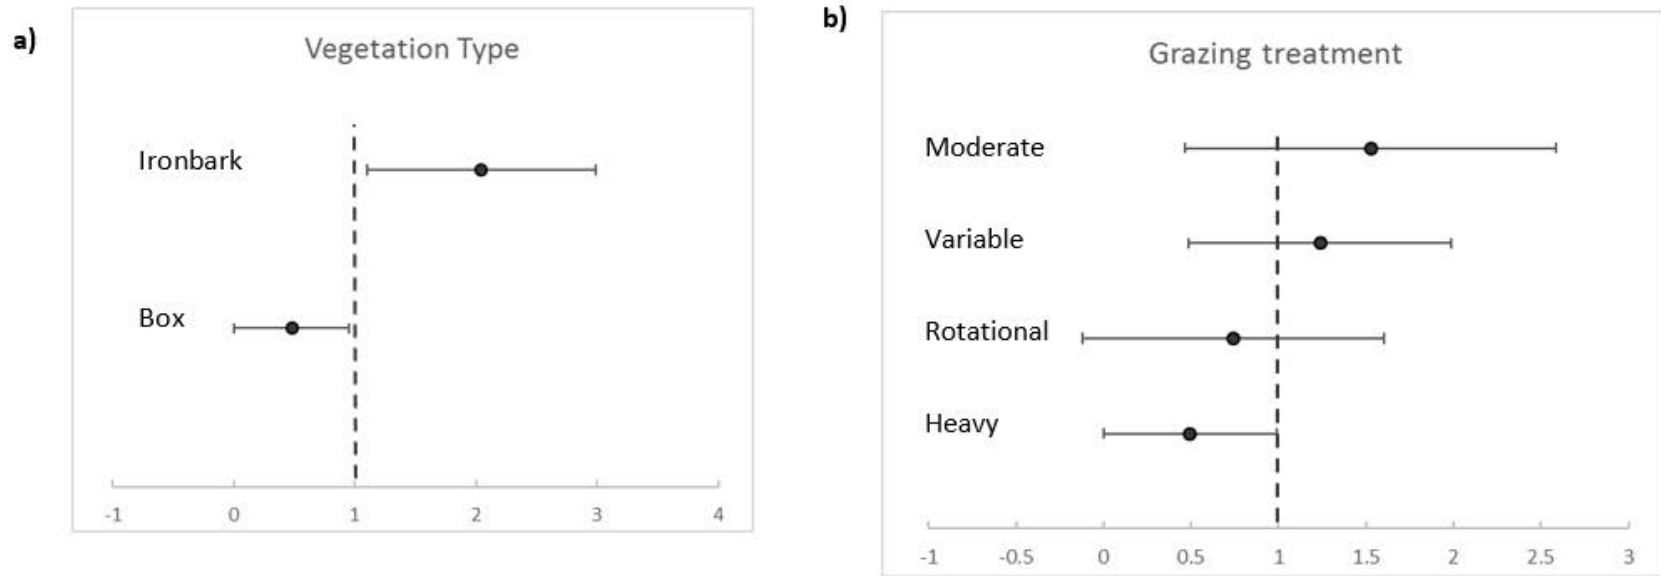 a)
Vegetation Type
Ironbark
Box
-1 0 1 2 3 4
b)
Grazing treatment
Moderate
Variable
Rotational
Heavy
-1 -0.5 0 0.5 1 1.5 2 2.5 3